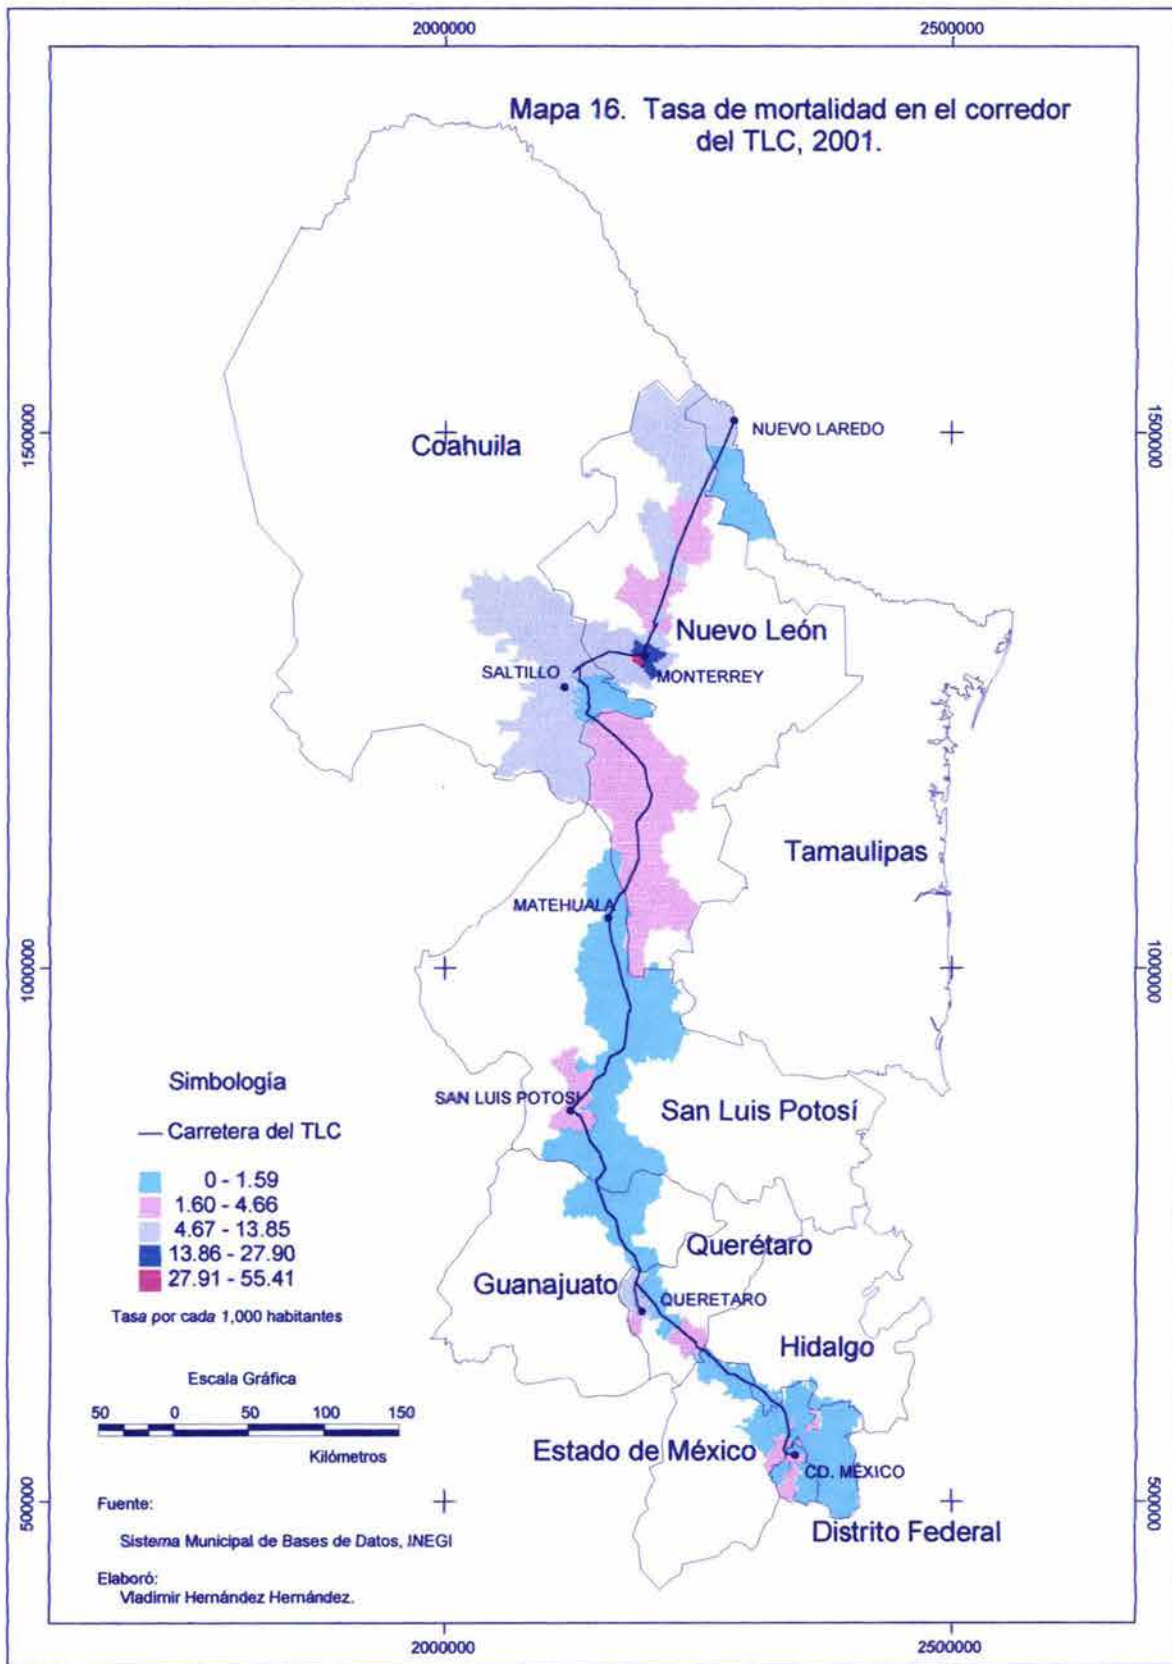 2000000
2500000
Mapa 16. Tasa de mortalidad en el corredor
del TLC, 2001.
1500000
1500000
Coahuila
NUEVO LAREDO
Nuevo León
SALTILLO
MONTERREY
Tamaulipas
MATEHUALA
1000000
1000000
Simbología
SAN LUIS POTOSI
San Luis Potosí
Carretera del TLC
0 - 1.59
1.60 - 4.66
4.67 - 13.85
13.86 - 27.90
27.91 - 55.41
Querétaro
Guanajuato
QUERETARO
Tasa por cada 1,000 habitantes
Hidalgo
Escala Gráfica
50 0 50 100 150
Kilómetros
Estado de México
CD. MÉXICO
500000
500000
Fuente:
Distrito Federal
Sistema Municipal de Bases de Datos, INEGI
Elaboró:
Vladimir Hernández Hernández.
2000000
2500000